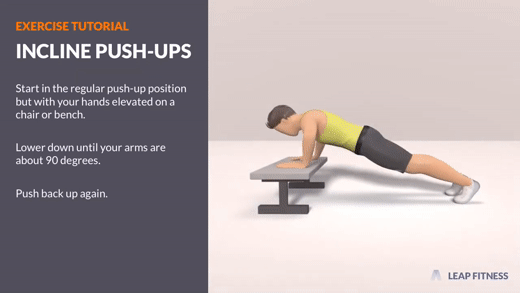 EXERCISE TUTORIAL
INCLINE PUSH-UPS
Start in the regular push-up position
but with your hands elevated on a
chair or bench.
Lower down until your arms are
about 90 degrees.
Push back up again.
LEAP FITNESS